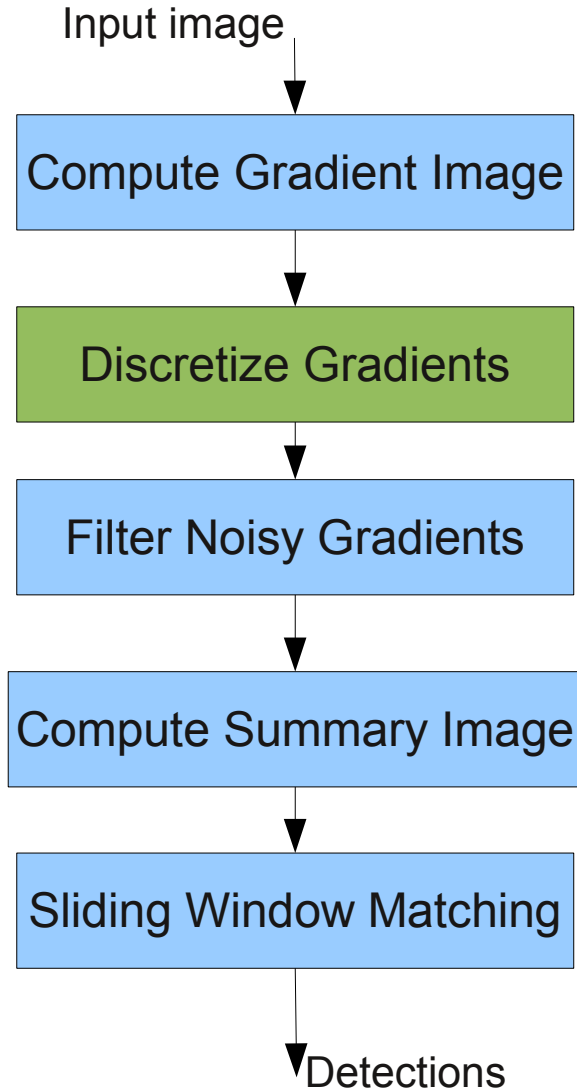 Input image
Compute Gradient Image
Discretize Gradients
Filter Noisy Gradients
Compute Summary Image
Sliding Window Matching
Detections